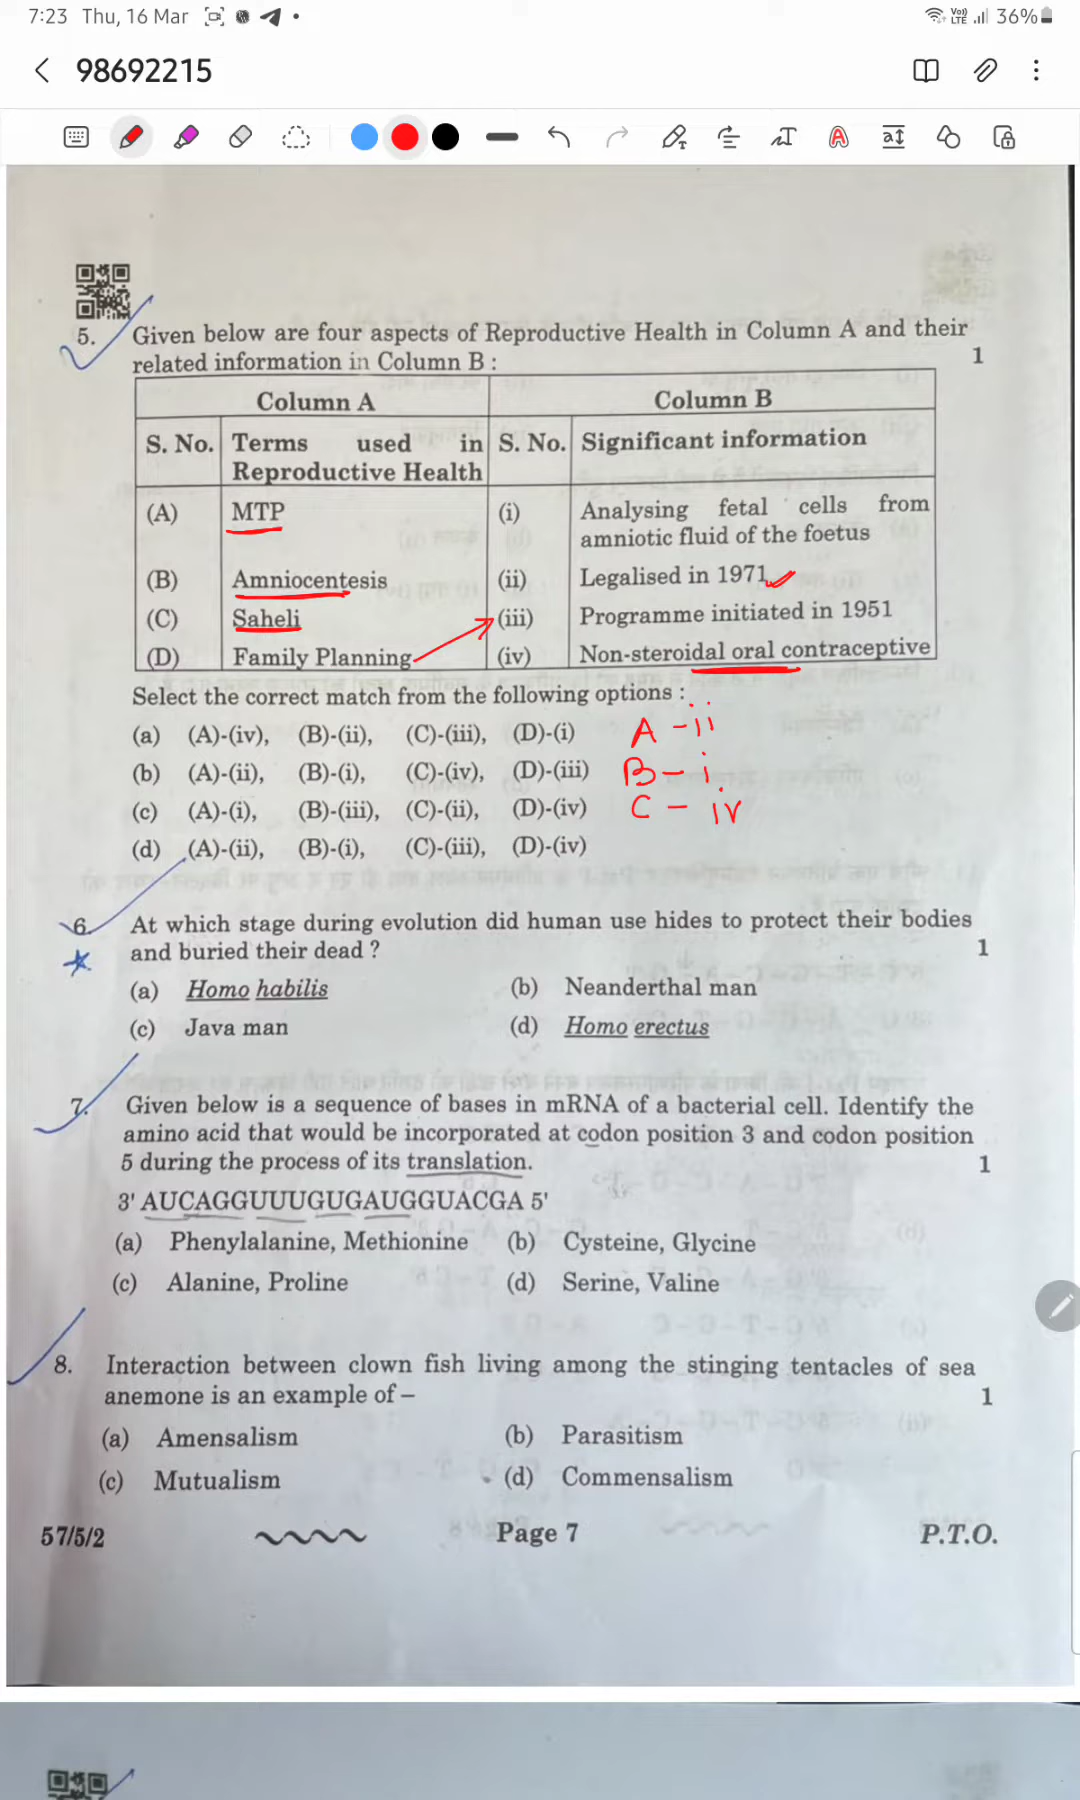 7:23 Thu, 16 Mar
Vo)) LTE 36%
98692215
5. Given below are four aspects of Reproductive Health in Column A and their
related information in Column B : 1
Column A Column B
S. No. Terms used in S. No. Significant information
Reproductive Health
(A) MTP (i) Analysing fetal cells from
amniotic fluid of the foetus
(B) Amniocentesis (ii) Legalised in 1971
(C) Saheli (iii) Programme initiated in 1951
(D) Family Planning (iv) Non-steroidal oral contraceptive
Select the correct match from the following options :
(a) (A)-(iv), (B)-(ii), (C)-(iii), (D)-(i) A - ii
(b) (A)-(ii), (B)-(i), (C)-(iv), (D)-(iii) B - i
(c) (A)-(i), (B)-(iii), (C)-(ii), (D)-(iv) C - iv
(d) (A)-(ii), (B)-(i), (C)-(iii), (D)-(iv)
6. At which stage during evolution did human use hides to protect their bodies
and buried their dead ? 1
(a) Homo habilis (b) Neanderthal man
(c) Java man (d) Homo erectus
7. Given below is a sequence of bases in mRNA of a bacterial cell. Identify the
amino acid that would be incorporated at codon position 3 and codon position
5 during the process of its translation. 1
3' AUCAGGUUUGUGAUGGUACGA 5'
(a) Phenylalanine, Methionine (b) Cysteine, Glycine
(c) Alanine, Proline (d) Serine, Valine
8. Interaction between clown fish living among the stinging tentacles of sea
anemone is an example of – 1
(a) Amensalism (b) Parasitism
(c) Mutualism (d) Commensalism
57/5/2 Page 7 P.T.O.